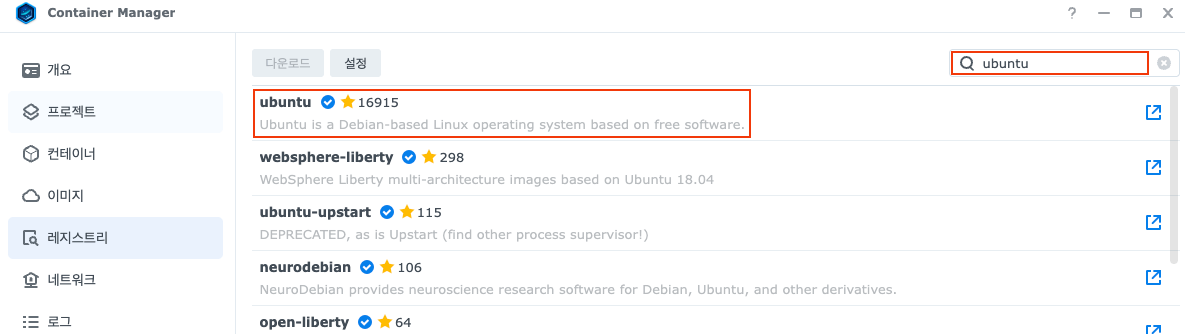 Container Manager
개요
프로젝트
컨테이너
이미지
레지스트리
네트워크
로그
다운로드 설정
ubuntu
ubuntu 16915
Ubuntu is a Debian-based Linux operating system based on free software.
websphere-liberty 298
WebSphere Liberty multi-architecture images based on Ubuntu 18.04
ubuntu-upstart 115
DEPRECATED, as is Upstart (find other process supervisor!)
neurodebian 106
NeuroDebian provides neuroscience research software for Debian, Ubuntu, and other derivatives.
open-liberty 64